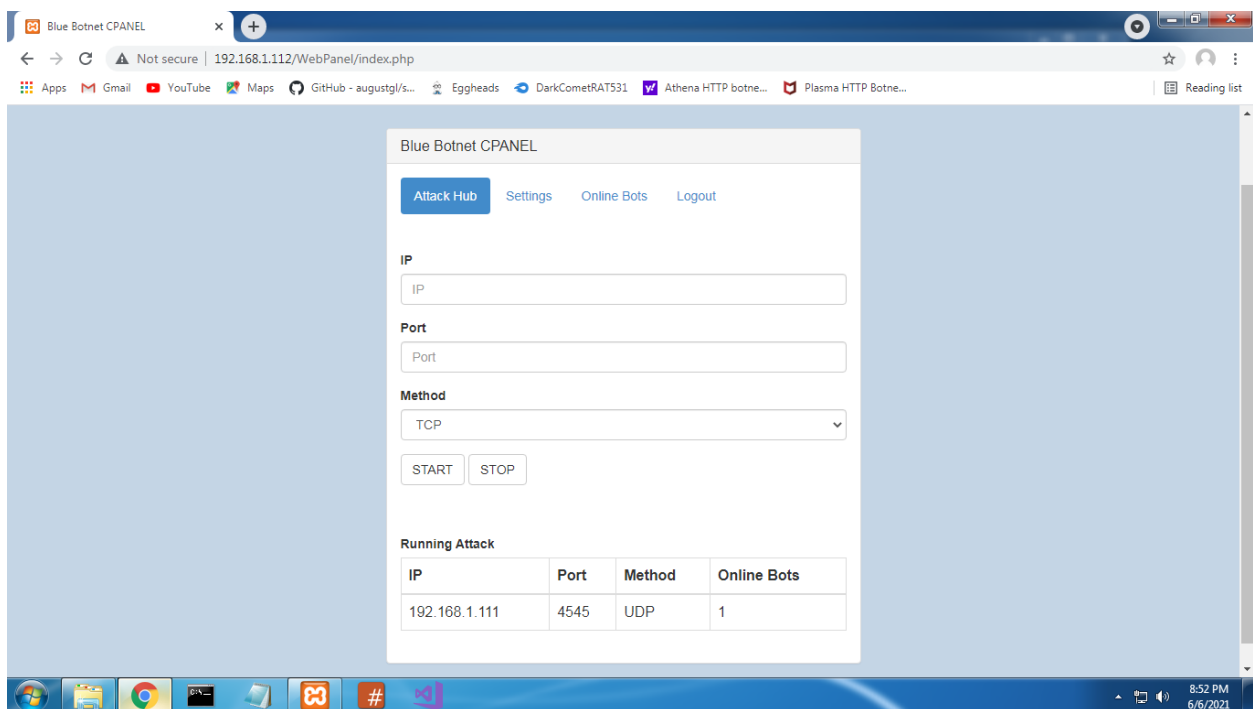 Blue Botnet CPANEL
Not secure | 192.168.1.112/WebPanel/index.php
Apps Gmail YouTube Maps GitHub - augustgl/s... Eggheads DarkCometRAT531 Athena HTTP botne... Plasma HTTP Botne... Reading list
Blue Botnet CPANEL
Attack Hub Settings Online Bots Logout
IP
IP
Port
Port
Method
TCP
START STOP
Running Attack
IP Port Method Online Bots
192.168.1.111 4545 UDP 1
8:52 PM
6/6/2021